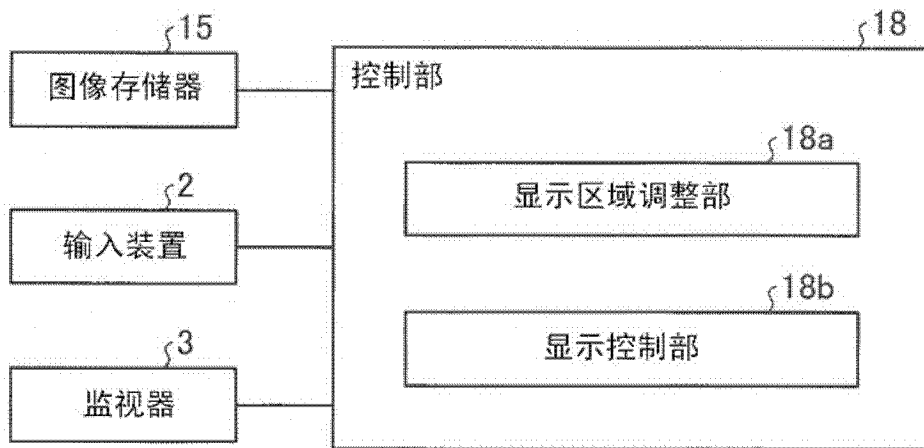 15
图像存储器
2
输入装置
3
监视器
18
控制部
18a
显示区域调整部
18b
显示控制部